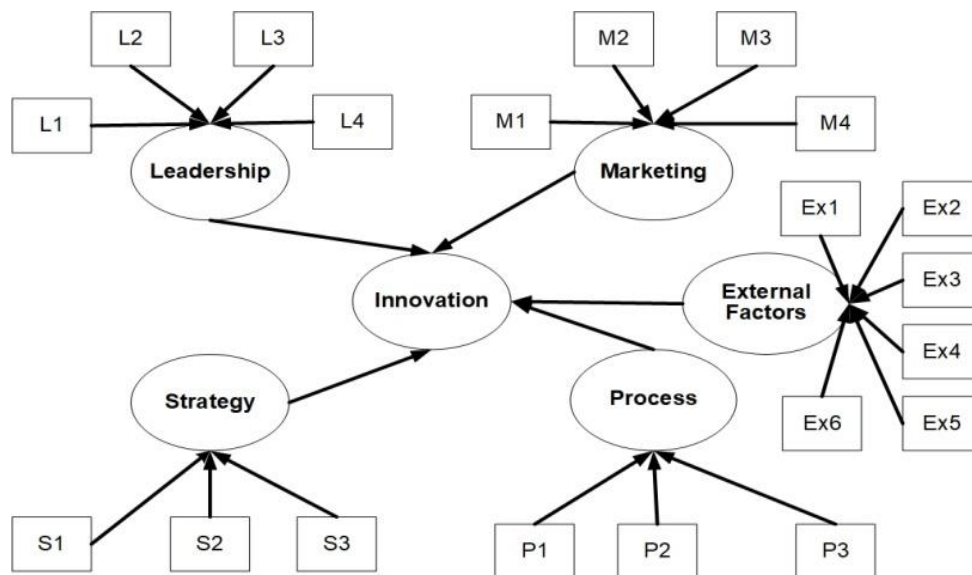 L2
L3
M2
M3
L1
L4
M1
M4
Leadership
Marketing
Ex1
Ex2
Ex3
Innovation
External
Factors
Ex4
Strategy
Process
Ex6
Ex5
S1
S2
S3
P1
P2
P3